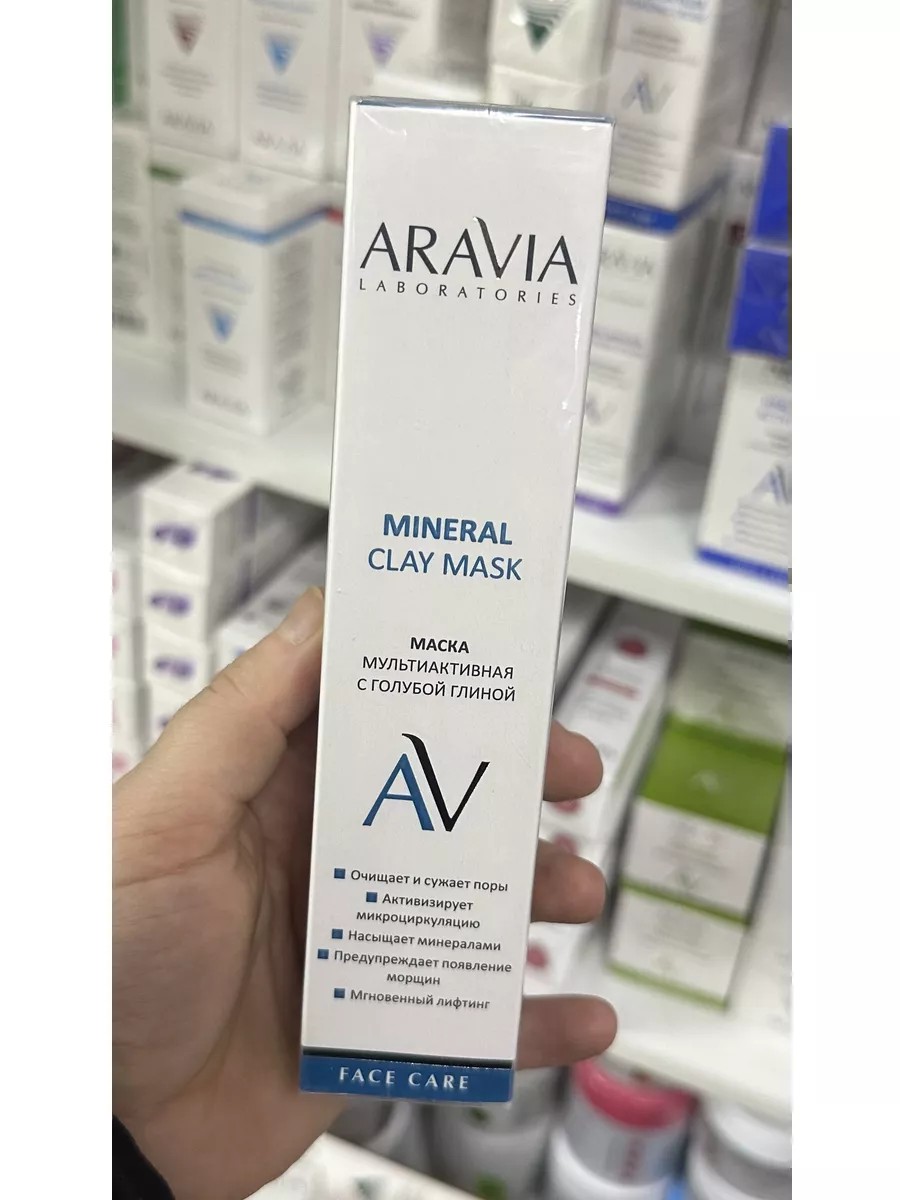 ARAVIA
LABORATORIES
MINERAL
CLAY MASK
МАСКА
МУЛЬТИАКТИВНАЯ
С ГОЛУБОЙ ГЛИНОЙ
AV
Очищает и сужает поры
Активизирует
микроциркуляцию
Насыщает минералами
Предупреждает появление
морщин
Мгновенный лифтинг
FACE CARE